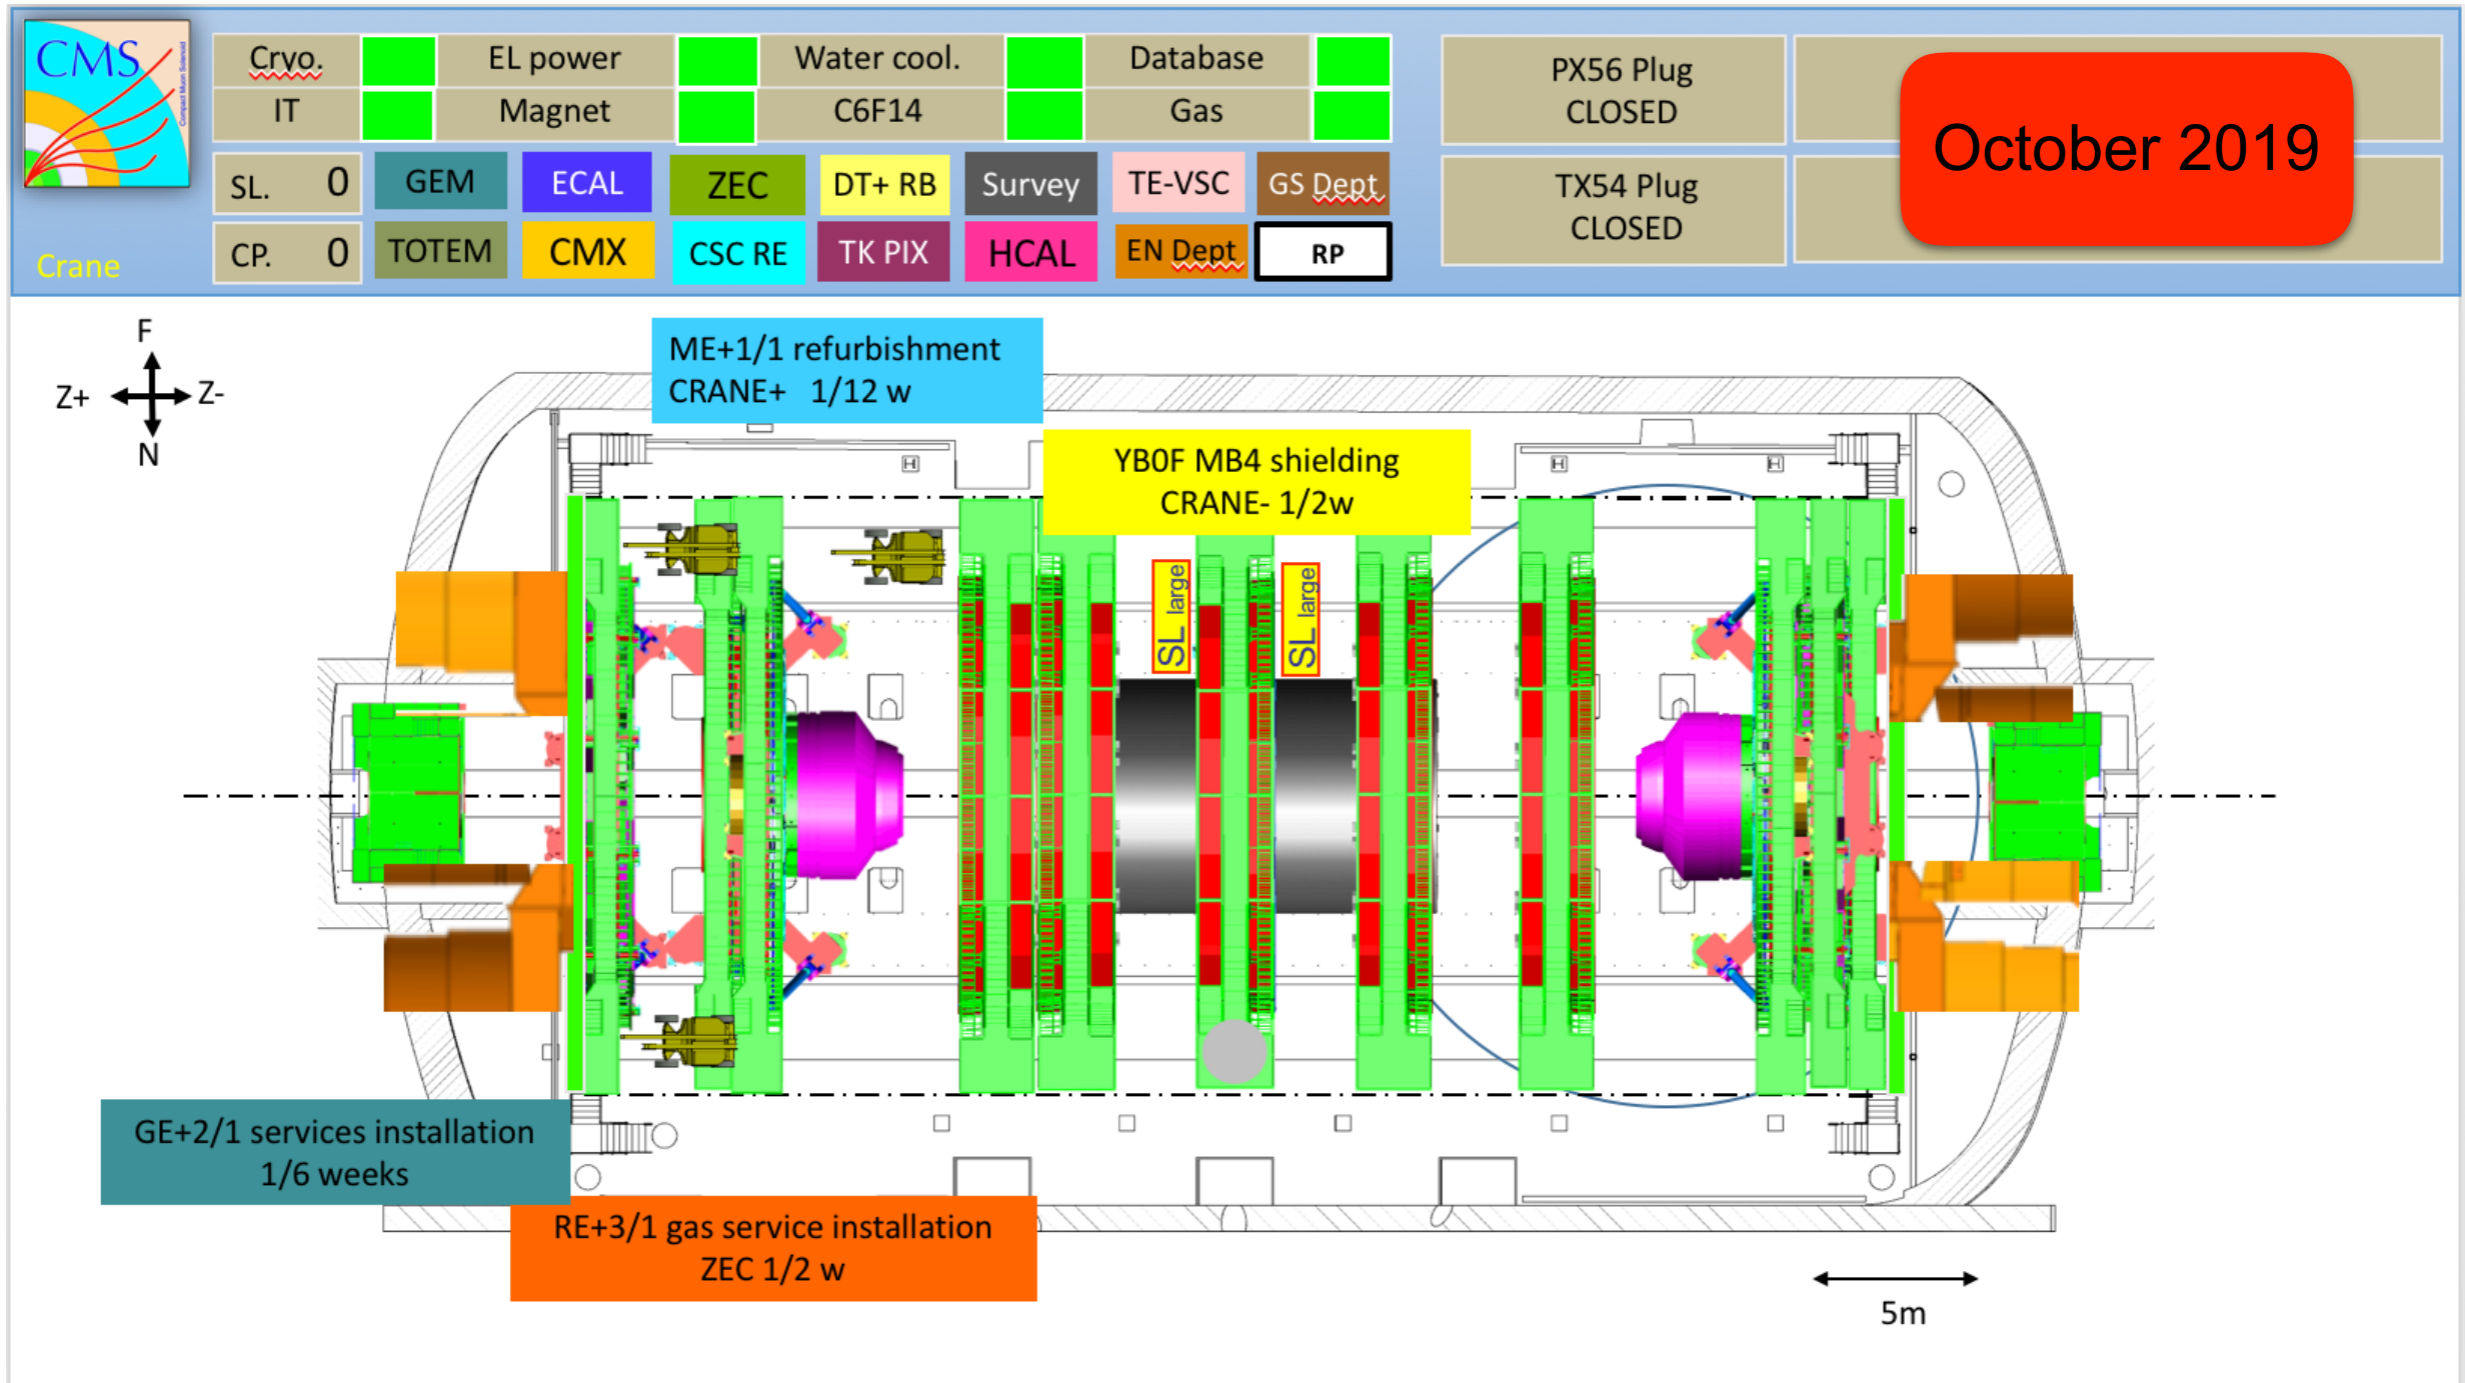 CMS
Compact Muon Solenoid
Crane
Cryo.
EL power
Water cool.
Database
IT
Magnet
C6F14
Gas
SL. 0
GEM
ECAL
ZEC
DT+ RB
Survey
TE-VSC
GS Dept
CP. 0
TOTEM
CMX
CSC RE
TK PIX
HCAL
EN Dept
RP
PX56 Plug
CLOSED
TX54 Plug
CLOSED
October 2019
F
Z+
Z-
N
ME+1/1 refurbishment
CRANE+ 1/12 w
YB0F MB4 shielding
CRANE- 1/2w
H
H
H
SL large
SL large
GE+2/1 services installation
1/6 weeks
RE+3/1 gas service installation
ZEC 1/2 w
5m